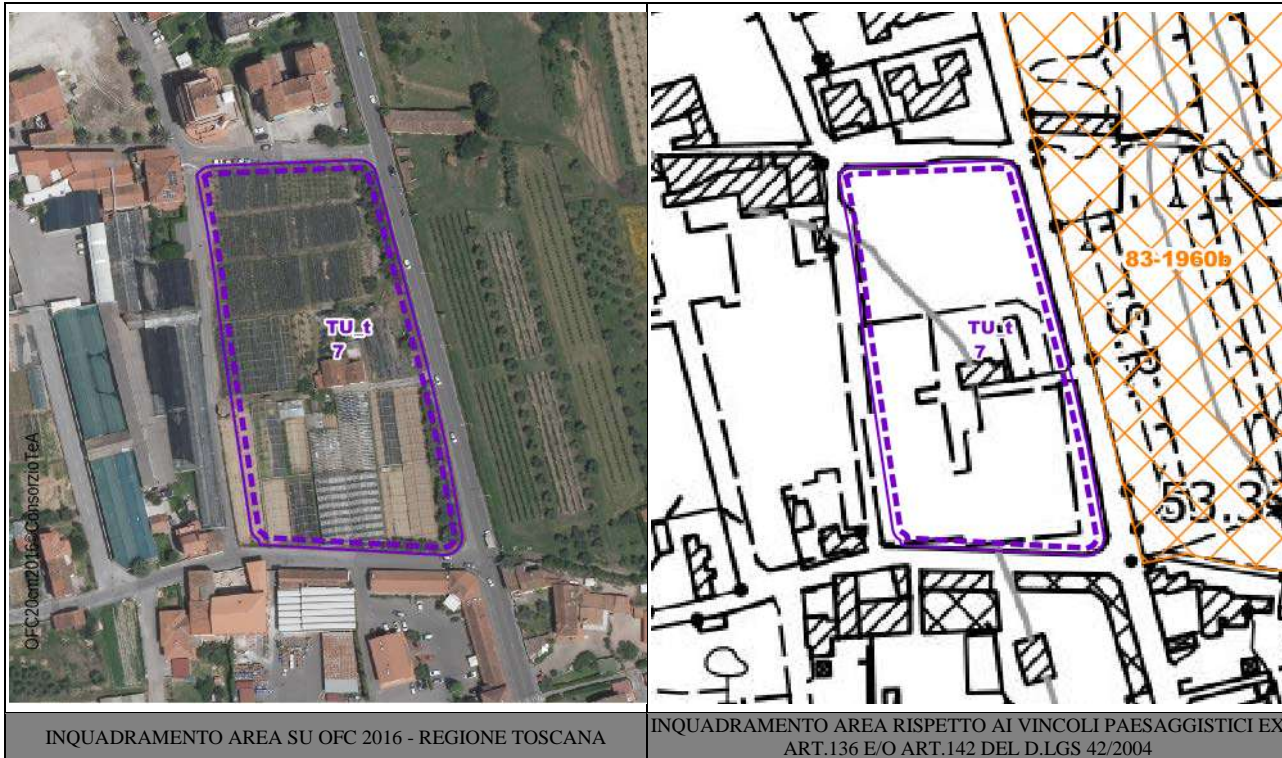 OFC20cm2016©ConsorzioTeA
TU_t
7
INQUADRAMENTO AREA SU OFC 2016 - REGIONE TOSCANA
83-1960b
S.R.
TU_t
7
53.3
INQUADRAMENTO AREA RISPETTO AI VINCOLI PAESAGGISTICI EX
ART.136 E/O ART.142 DEL D.LGS 42/2004